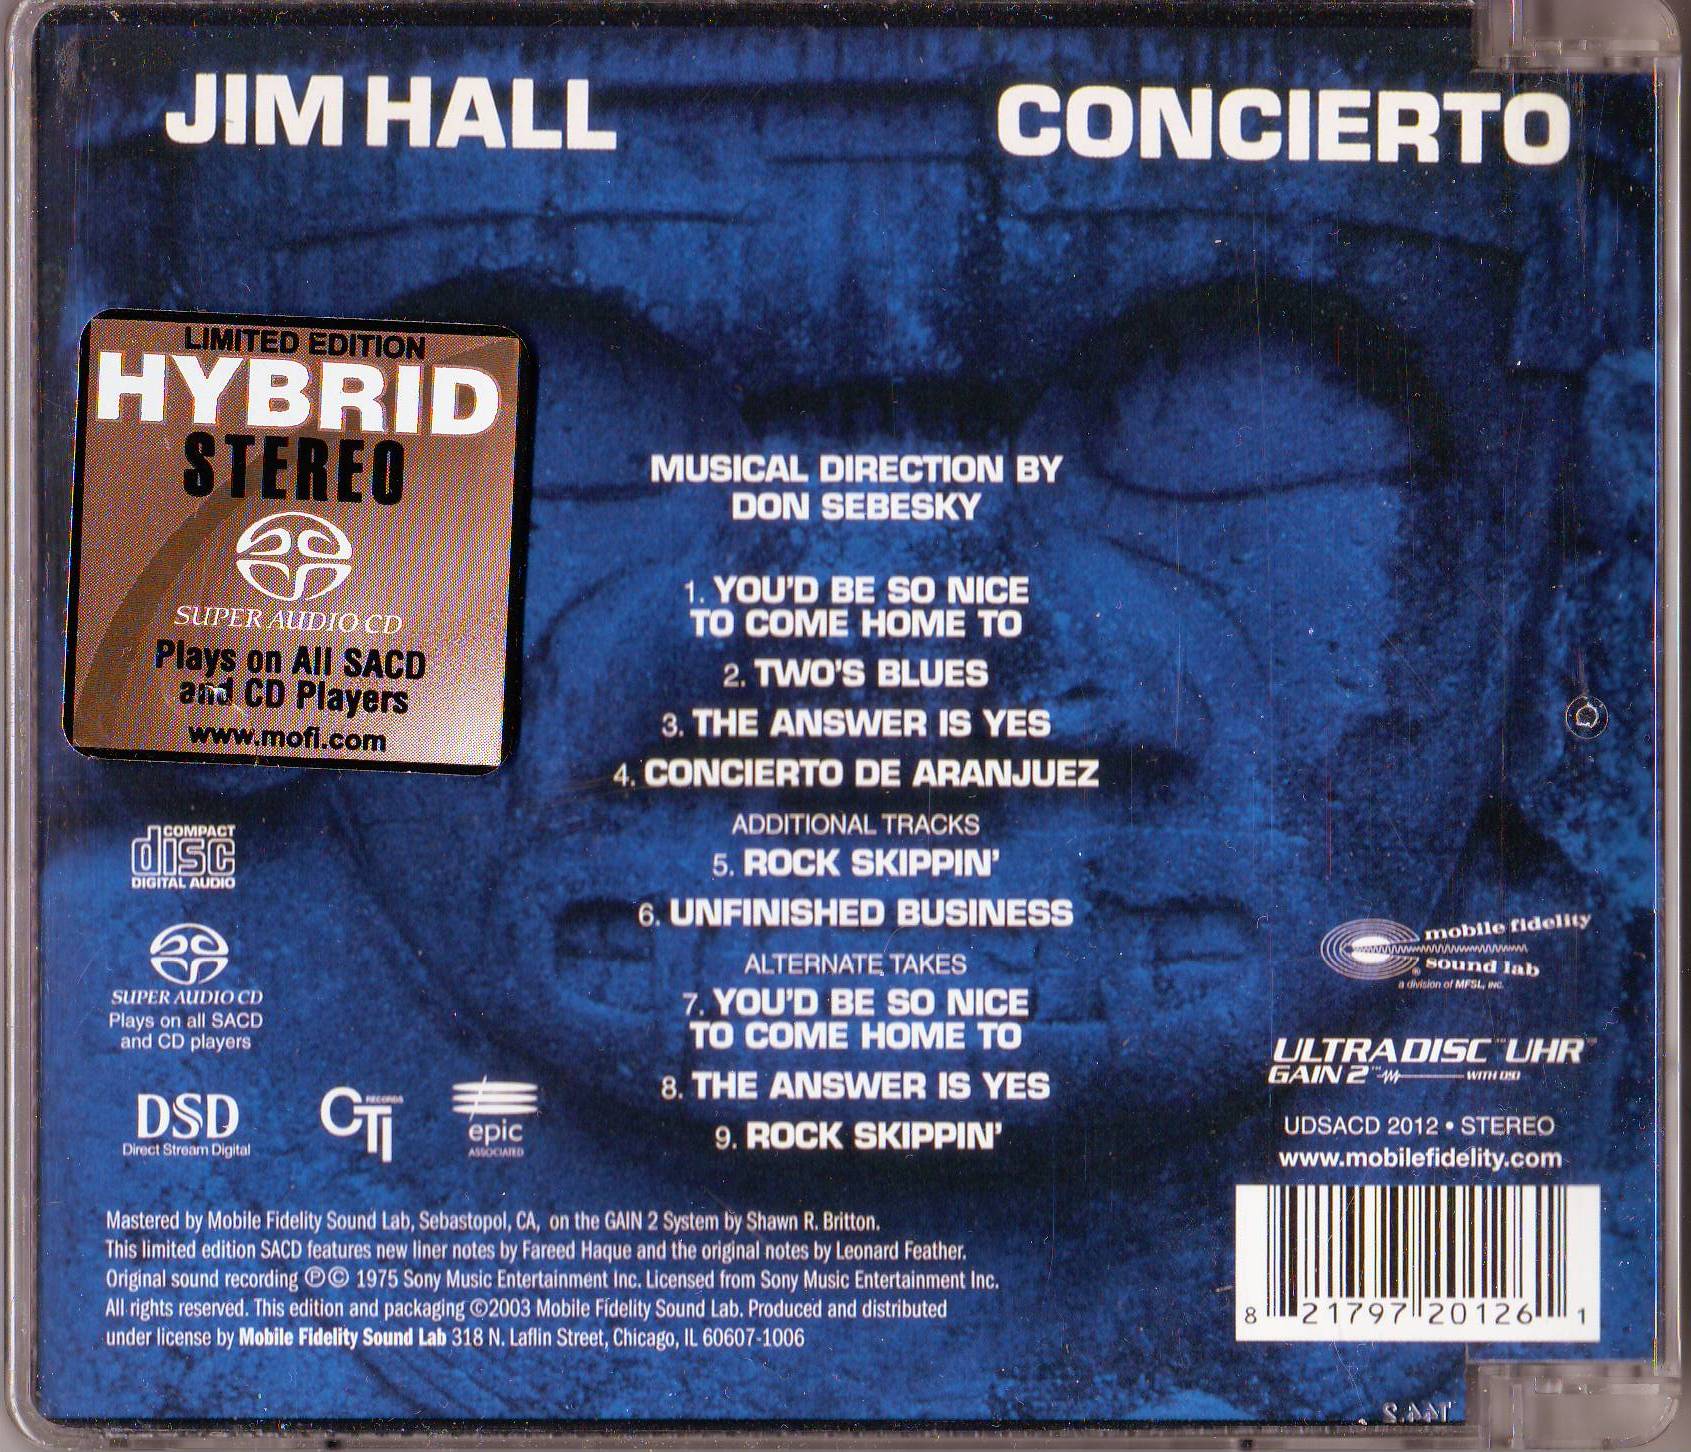 JIM HALL
CONCIERTO
LIMITED EDITION
HYBRID
STEREO
SUPER AUDIO CD
Plays on All SACD
and CD Players
www.mofi.com
MUSICAL DIRECTION BY
DON SEBESKY
1. YOU'D BE SO NICE
TO COME HOME TO
2. TWO'S BLUES
3. THE ANSWER IS YES
4. CONCIERTO DE ARANJUEZ
ADDITIONAL TRACKS
5. ROCK SKIPPIN'
6. UNFINISHED BUSINESS
ALTERNATE TAKES
7. YOU'D BE SO NICE
TO COME HOME TO
8. THE ANSWER IS YES
9. ROCK SKIPPIN'
COMPACT
disc
DIGITAL AUDIO
SUPER AUDIO CD
Plays on all SACD
and CD players
DSD
Direct Stream Digital
CTI RECORDS
epic
ASSOCIATED
mobile fidelity
sound lab
a division of MFSL, INC.
ULTRADISC™ UHR™
GAIN 2™ WITH DSD
UDSACD 2012 • STEREO
www.mobilefidelity.com
8 21797 20126 1
Mastered by Mobile Fidelity Sound Lab, Sebastopol, CA, on the GAIN 2 System by Shawn R. Britton.
This limited edition SACD features new liner notes by Fareed Haque and the original notes by Leonard Feather.
Original sound recording ℗© 1975 Sony Music Entertainment Inc. Licensed from Sony Music Entertainment Inc.
All rights reserved. This edition and packaging ©2003 Mobile Fidelity Sound Lab. Produced and distributed
under license by Mobile Fidelity Sound Lab 318 N. Laflin Street, Chicago, IL 60607-1006